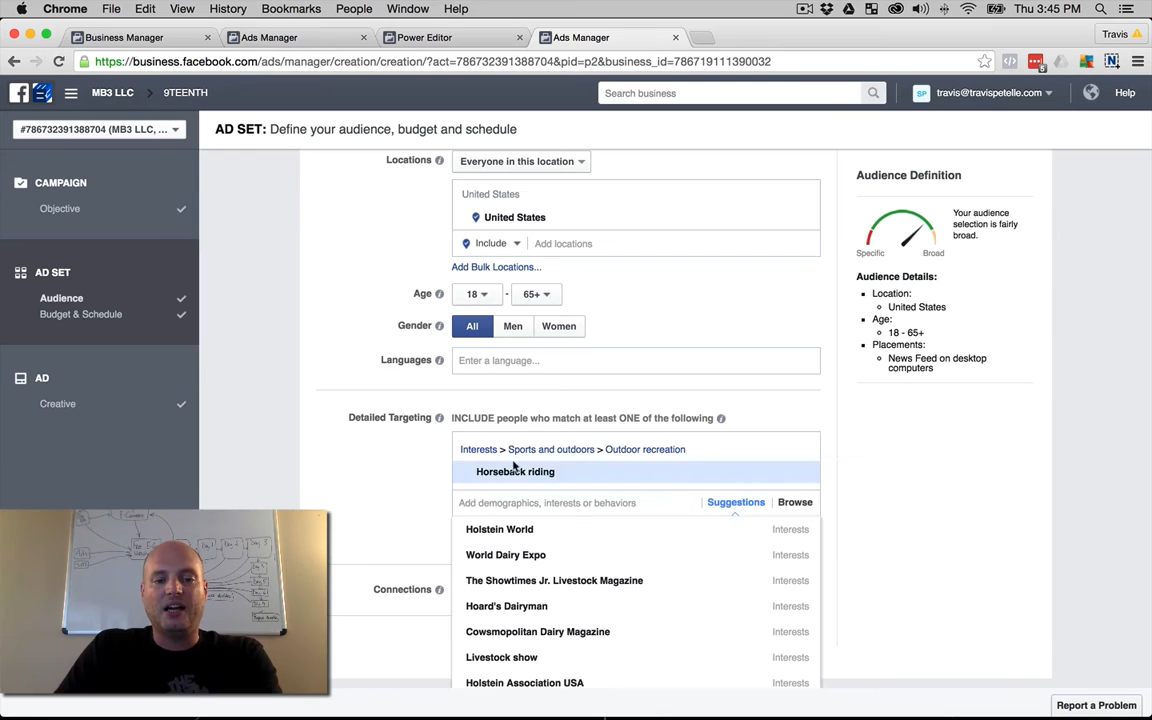 Chrome File Edit View History Bookmarks People Window Help Thu 3:45 PM
Business Manager × Ads Manager × Power Editor × Ads Manager × Travis
https://business.facebook.com/ads/manager/creation/creation/?act=786732391388704&pid=p2&business_id=786719111390032
5
MB3 LLC > 9TEENTH Search business SP travis@travispetelle.com Help
#786732391388704 (MB3 LLC, ... AD SET: Define your audience, budget and schedule
CAMPAIGN
Objective
AD SET
Audience
Budget & Schedule
AD
Creative
Locations Everyone in this location
United States
United States
Include Add locations
Add Bulk Locations...
Age 18 - 65+
Gender All Men Women
Languages Enter a language...
Detailed Targeting INCLUDE people who match at least ONE of the following
Interests > Sports and outdoors > Outdoor recreation
Horseback riding
Add demographics, interests or behaviors Suggestions Browse
Holstein World Interests
World Dairy Expo Interests
The Showtimes Jr. Livestock Magazine Interests
Hoard's Dairyman Interests
Cowsmopolitan Dairy Magazine Interests
Livestock show Interests
Holstein Association USA Interests
Connections
Audience Definition
Your audience
selection is fairly
broad.
Specific Broad
Audience Details:
Location:
United States
Age:
18 - 65+
Placements:
News Feed on desktop
computers
Report a Problem